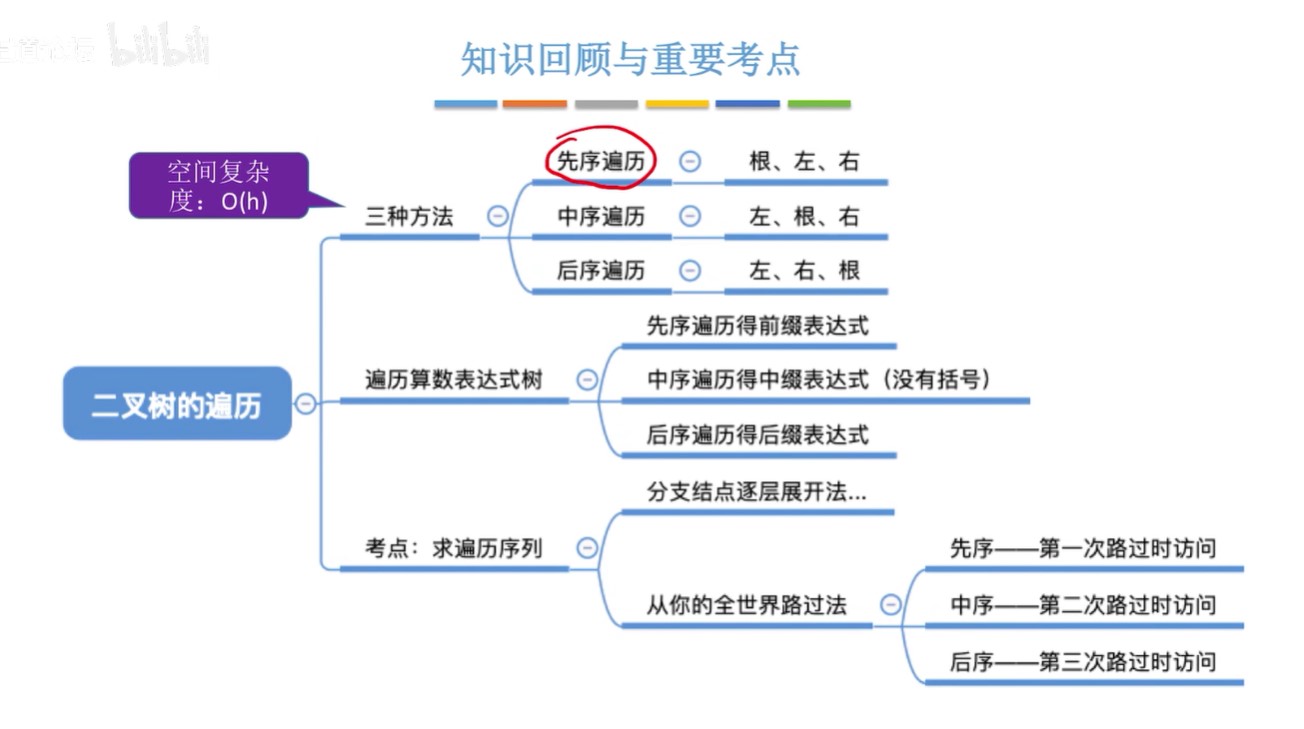 bilibili
知识回顾与重要考点
空间复杂
度：O(h)
三种方法
先序遍历
根、左、右
中序遍历
左、根、右
后序遍历
左、右、根
二叉树的遍历
遍历算数表达式树
先序遍历得前缀表达式
中序遍历得中缀表达式（没有括号）
后序遍历得后缀表达式
考点：求遍历序列
分支结点逐层展开法...
从你的全世界路过法
先序——第一次路过时访问
中序——第二次路过时访问
后序——第三次路过时访问